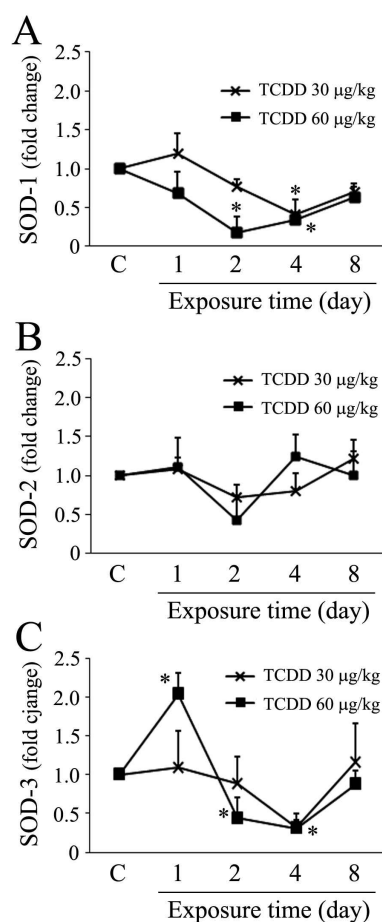 A
TCDD 30 μg/kg
TCDD 60 μg/kg
SOD-1 (fold change)
2.5
2.0
1.5
1.0
0.5
0
*
*
*
C 1 2 4 8
Exposure time (day)
B
TCDD 30 μg/kg
TCDD 60 μg/kg
SOD-2 (fold change)
2.5
2.0
1.5
1.0
0.5
0
C 1 2 4 8
Exposure time (day)
C
TCDD 30 μg/kg
TCDD 60 μg/kg
SOD-3 (fold cjange)
2.5
2.0
1.5
1.0
0.5
0
*
*
*
C 1 2 4 8
Exposure time (day)